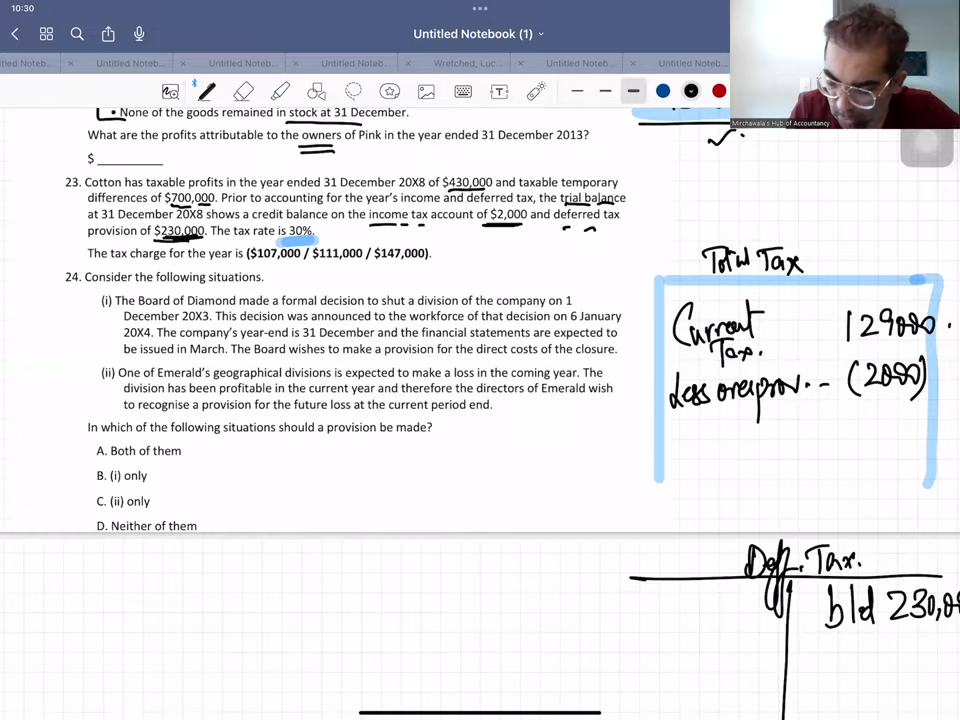 10:30
Untitled Notebook (1)
Untitled Noteb...
Untitled Noteb...
Untitled Noteb...
Wretched, Luc...
Untitled Noteb...
Untitled Noteb...
Mirchawala's Hub of Accountancy
• None of the goods remained in stock at 31 December.
What are the profits attributable to the owners of Pink in the year ended 31 December 2013?
$ __________
23. Cotton has taxable profits in the year ended 31 December 20X8 of $430,000 and taxable temporary
differences of $700,000. Prior to accounting for the year's income and deferred tax, the trial balance
at 31 December 20X8 shows a credit balance on the income tax account of $2,000 and deferred tax
provision of $230,000. The tax rate is 30%.
The tax charge for the year is ($107,000 / $111,000 / $147,000).
24. Consider the following situations.
(i) The Board of Diamond made a formal decision to shut a division of the company on 1
December 20X3. This decision was announced to the workforce of that decision on 6 January
20X4. The company's year-end is 31 December and the financial statements are expected to
be issued in March. The Board wishes to make a provision for the direct costs of the closure.
(ii) One of Emerald's geographical divisions is expected to make a loss in the coming year. The
division has been profitable in the current year and therefore the directors of Emerald wish
to recognise a provision for the future loss at the current period end.
In which of the following situations should a provision be made?
A. Both of them
B. (i) only
C. (ii) only
D. Neither of them
Total Tax
Current Tax. 129000.
Less overprov. -- (2000)
Deff. Tax.
b/d 230,00